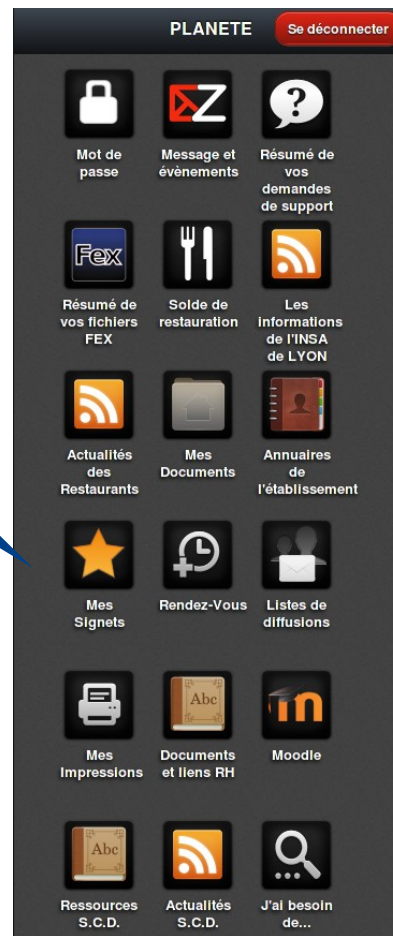 PLANETE
Se déconnecter
Mot de
passe
Message et
évènements
Résumé de
vos
demandes
de support
Fex
Résumé de
vos fichiers
FEX
Solde de
restauration
Les
informations
de l'INSA
de LYON
Actualités
des
Restaurants
Mes
Documents
Annuaires
de
l'établissement
Mes
Signets
Rendez-Vous
Listes de
diffusions
Mes
Impressions
Abc
Documents
et liens RH
m
Moodle
Abc
Ressources
S.C.D.
Actualités
S.C.D.
J'ai besoin
de...